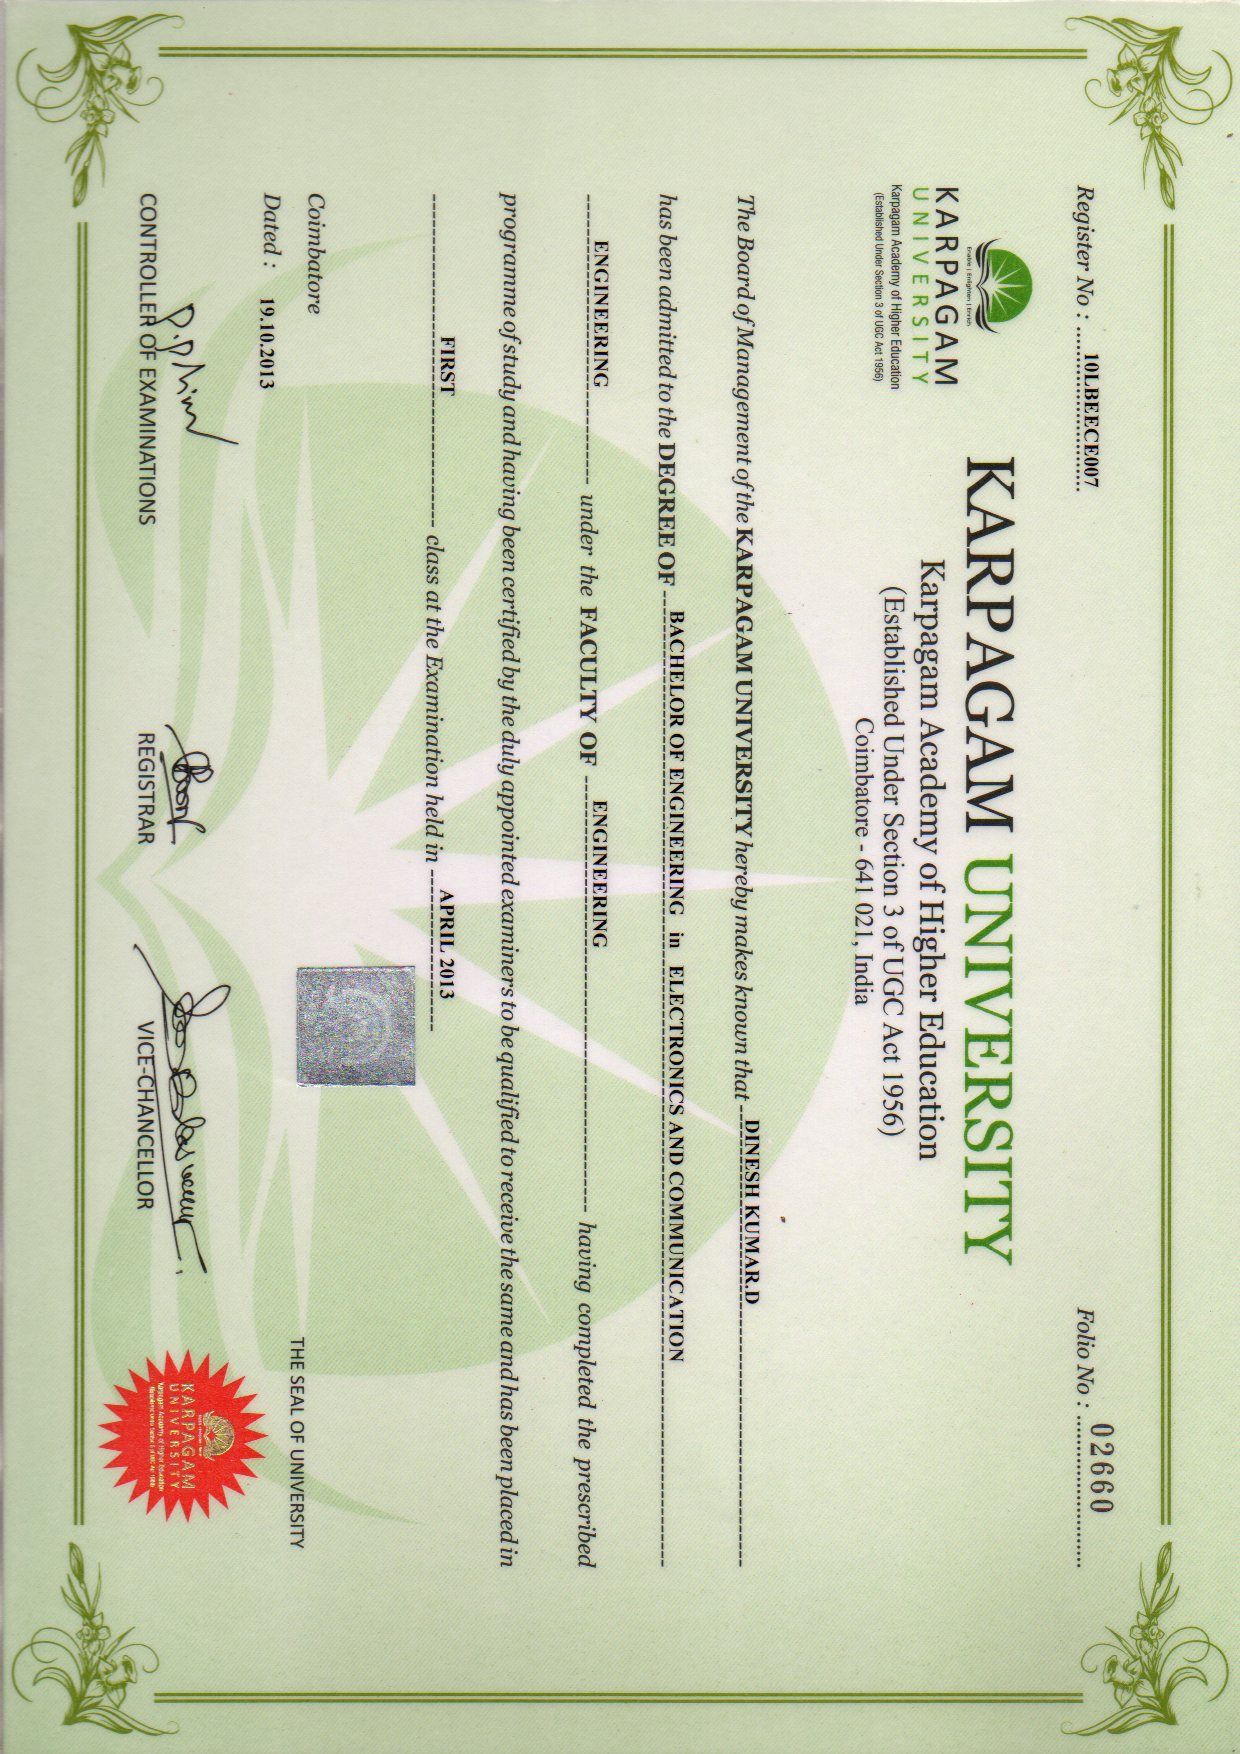 Register No : 10LBEECE007
Folio No : 02660
Enable | Enlighten | Enrich
KARPAGAM
UNIVERSITY
Karpagam Academy of Higher Education
(Established Under Section 3 of UGC Act 1956)
KARPAGAM UNIVERSITY
Karpagam Academy of Higher Education
(Established Under Section 3 of UGC Act 1956)
Coimbatore - 641 021, India
The Board of Management of the KARPAGAM UNIVERSITY hereby makes known that DINESH KUMAR.D
has been admitted to the DEGREE OF BACHELOR OF ENGINEERING in ELECTRONICS AND COMMUNICATION
ENGINEERING under the FACULTY OF ENGINEERING having completed the prescribed
programme of study and having been certified by the duly appointed examiners to be qualified to receive the same and has been placed in
FIRST class at the Examination held in APRIL 2013
Coimbatore
Dated : 19.10.2013
THE SEAL OF UNIVERSITY
CONTROLLER OF EXAMINATIONS
REGISTRAR
VICE-CHANCELLOR
KARPAGAM
UNIVERSITY
Karpagam Academy of Higher Education